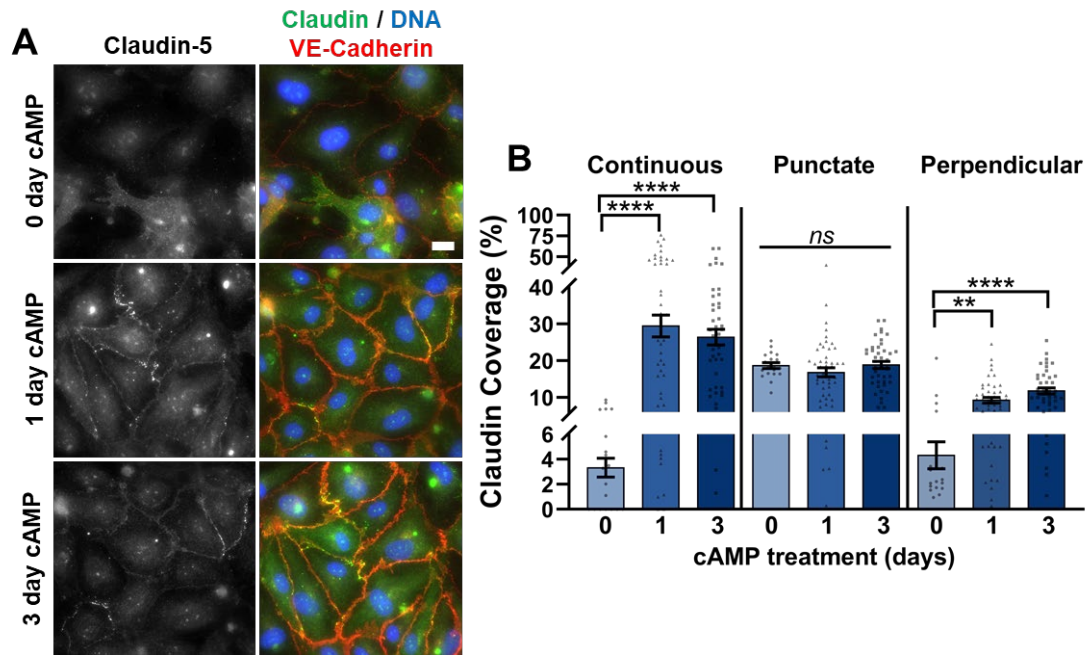 A
Claudin-5
Claudin / DNA
VE-Cadherin
0 day cAMP
1 day cAMP
3 day cAMP
B
Continuous
Punctate
Perpendicular
****
****
ns
****
**
Claudin Coverage (%)
100
75
50
40
30
20
10
6
4
2
0
0 1 3 0 1 3 0 1 3
cAMP treatment (days)